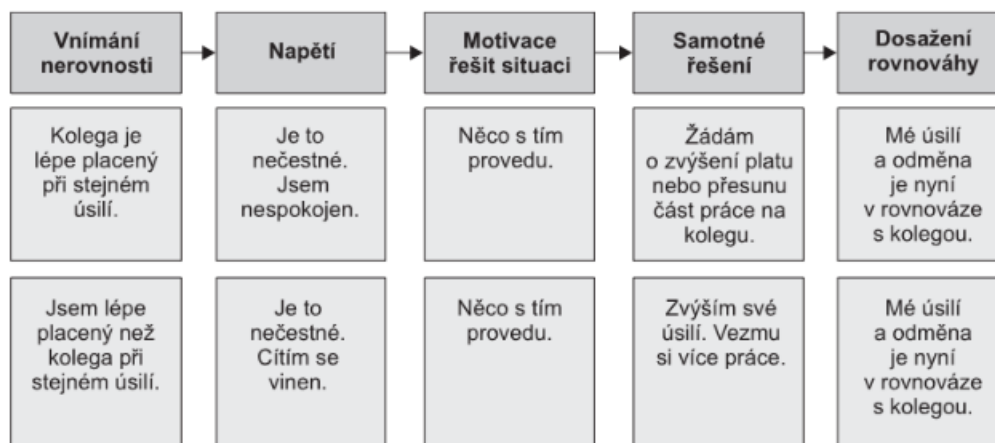 Vnímání
nerovnosti
Napětí
Motivace
řešit situaci
Samotné
řešení
Dosažení
rovnováhy
Kolega je
lépe placený
při stejném
úsilí.
Je to
nečestné.
Jsem
nespokojen.
Něco s tím
provedu.
Žádám
o zvýšení platu
nebo přesunu
část práce na
kolegu.
Mé úsilí
a odměna
je nyní
v rovnováze
s kolegou.
Jsem lépe
placený než
kolega při
stejném úsilí.
Je to
nečestné.
Cítím se
vinen.
Něco s tím
provedu.
Zvýším své
úsilí. Vezmu
si více práce.
Mé úsilí
a odměna
je nyní
v rovnováze
s kolegou.